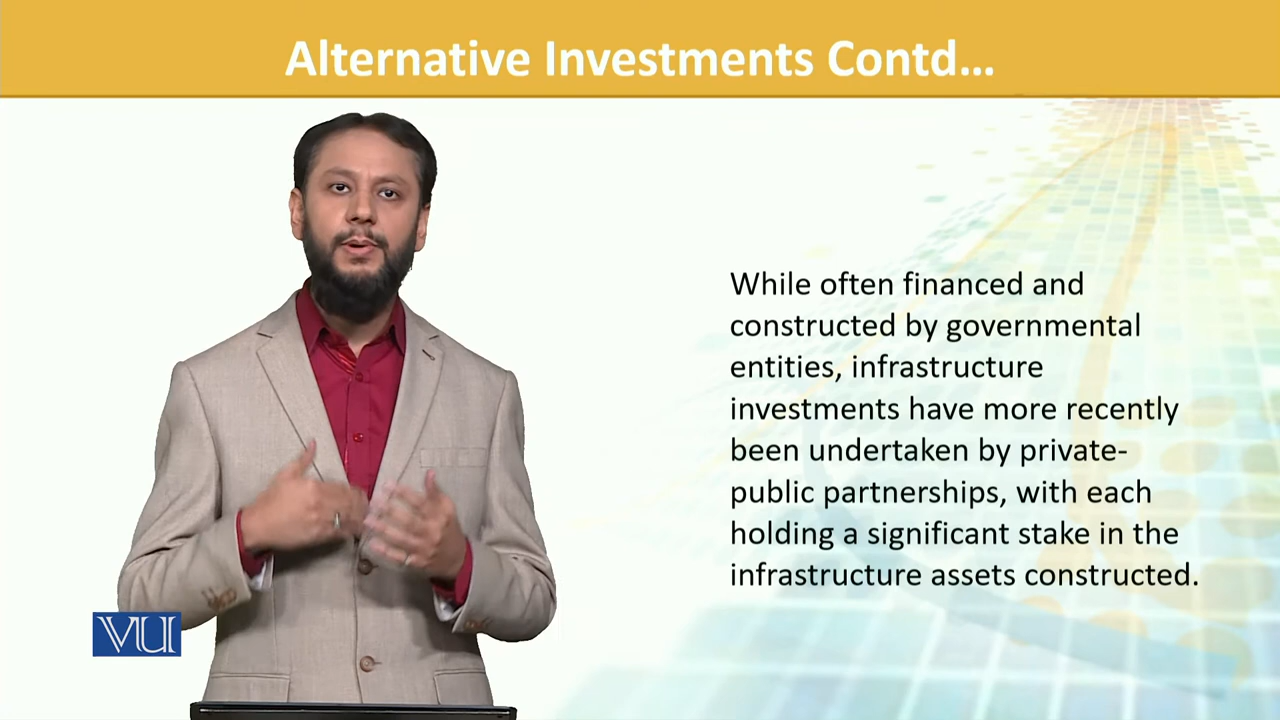 Alternative Investments Contd...
While often financed and
constructed by governmental
entities, infrastructure
investments have more recently
been undertaken by private-
public partnerships, with each
holding a significant stake in the
infrastructure assets constructed.
VU